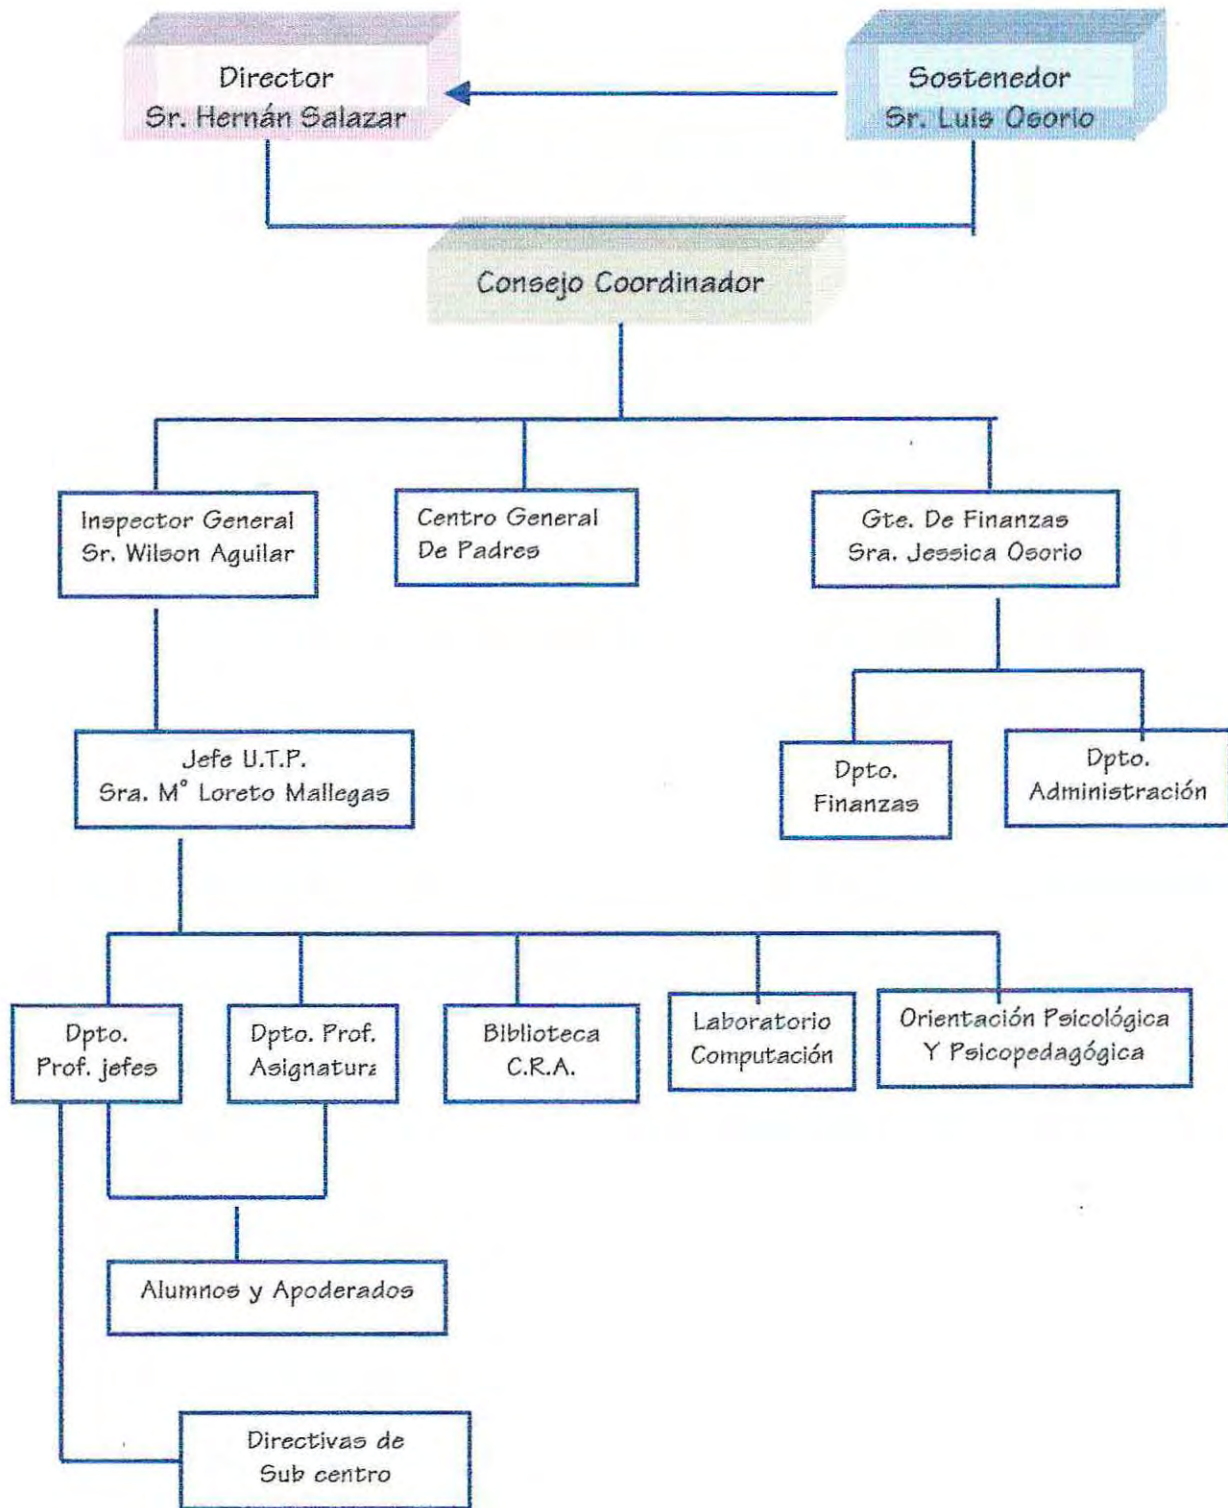 Director
Sr. Hernán Salazar
Sostenedor
Sr. Luis Osorio
Consejo Coordinador
Inspector General
Sr. Wilson Aguilar
Centro General
De Padres
Gte. De Finanzas
Sra. Jessica Osorio
Jefe U.T.P.
Sra. M° Loreto Mallegas
Dpto.
Finanzas
Dpto.
Administración
Dpto.
Prof. jefes
Dpto. Prof.
Asignatura
Biblioteca
C.R.A.
Laboratorio
Computación
Orientación Psicológica
Y Psicopedagógica
Alumnos y Apoderados
Directivas de
Sub centro